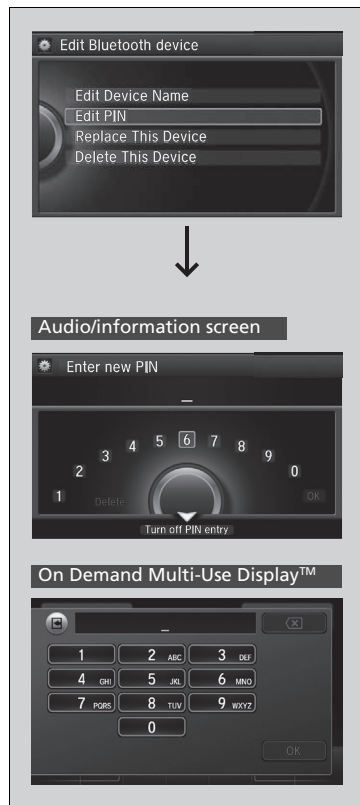 Edit Bluetooth device
Edit Device Name
Edit PIN
Replace This Device
Delete This Device
Audio/information screen
Enter new PIN
_
1 2 3 4 5 6 7 8 9 0
Delete
OK
Turn off PIN entry
On Demand Multi-Use Display™
_
1 2 ABC 3 DEF
4 GHI 5 JKL 6 MNO
7 PQRS 8 TUV 9 WXYZ
0
OK